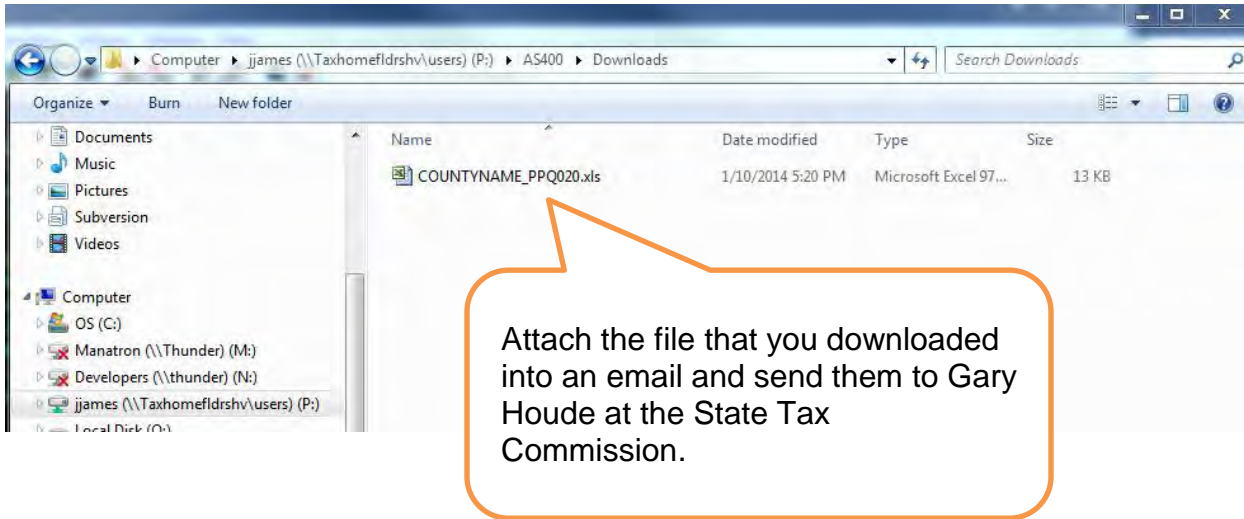 Computer ▸ jjames (\\Taxhomefldrshv\users) (P:) ▸ AS400 ▸ Downloads
Search Downloads
Organize Burn New folder
Documents
Music
Pictures
Subversion
Videos
Computer
OS (C:)
Manatron (\\Thunder) (M:)
Developers (\\thunder) (N:)
jjames (\\Taxhomefldrshv\users) (P:)
Local Disk (Q:)
Name Date modified Type Size
COUNTYNAME_PPQ020.xls 1/10/2014 5:20 PM Microsoft Excel 97... 13 KB
Attach the file that you downloaded
into an email and send them to Gary
Houde at the State Tax
Commission.